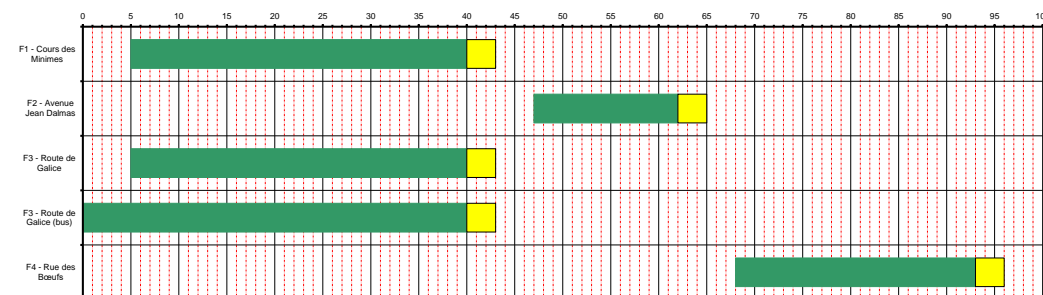 0 5 10 15 20 25 30 35 40 45 50 55 60 65 70 75 80 85 90 95 10
F1 - Cours des
Minimes
F2 - Avenue
Jean Dalmas
F3 - Route de
Galice
F3 - Route de
Galice (bus)
F4 - Rue des
Bœufs